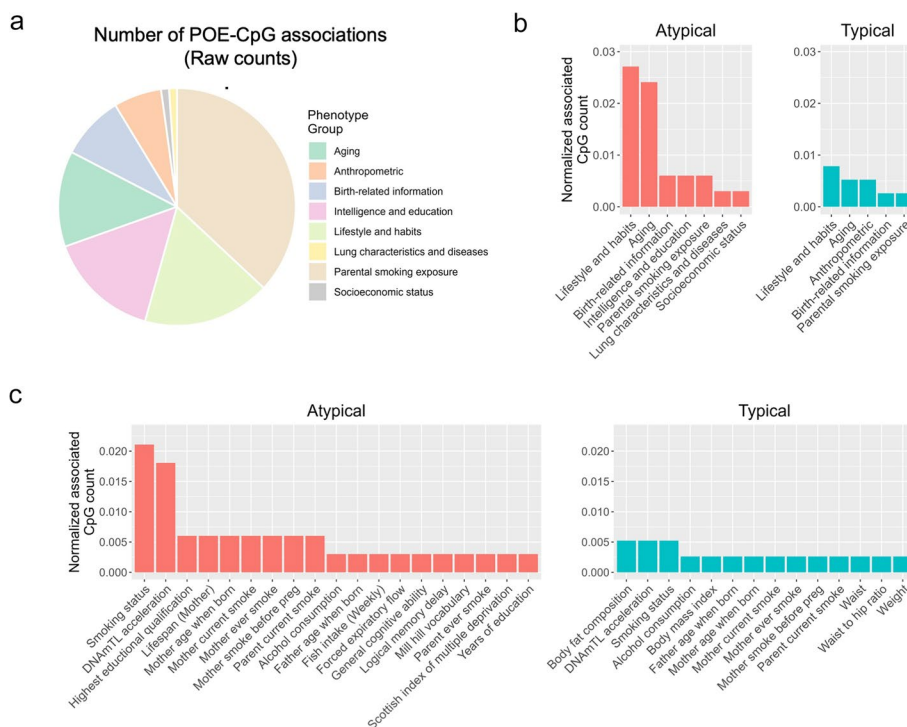 a
Number of POE-CpG associations
(Raw counts)
Phenotype
Group
Aging
Anthropometric
Birth-related information
Intelligence and education
Lifestyle and habits
Lung characteristics and diseases
Parental smoking exposure
Socioeconomic status
b
Atypical
Typical
Normalized associated
CpG count
0.03
0.02
0.01
0.00
Lifestyle and habits
Aging
Birth-related information
Intelligence and education
Parental smoking exposure
Lung characteristics and diseases
Socioeconomic status
0.03
0.02
0.01
0.00
Lifestyle and habits
Aging
Anthropometric
Birth-related information
Parental smoking exposure
c
Atypical
Typical
Normalized associated
CpG count
0.020
0.015
0.010
0.005
0.000
Smoking status
DNAmTL acceleration
Highest eductional qualification
Lifespan (Mother)
Mother age when born
Mother current smoke
Mother ever smoke
Mother smoke before preg
Parent current smoke
Alcohol consumption
Father age when born
Fish intake (Weekly)
Forced expiratory flow
General cognitive ability
Logical memory delay
Mill hill vocabulary
Parent ever smoke
Scottish index of multiple deprivation
Years of education
0.020
0.015
0.010
0.005
0.000
Body fat composition
DNAmTL acceleration
Smoking status
Alcohol consumption
Body mass index
Father age when born
Mother age when born
Mother current smoke
Mother ever smoke
Mother smoke before preg
Parent current smoke
Waist
Waist to hip ratio
Weight